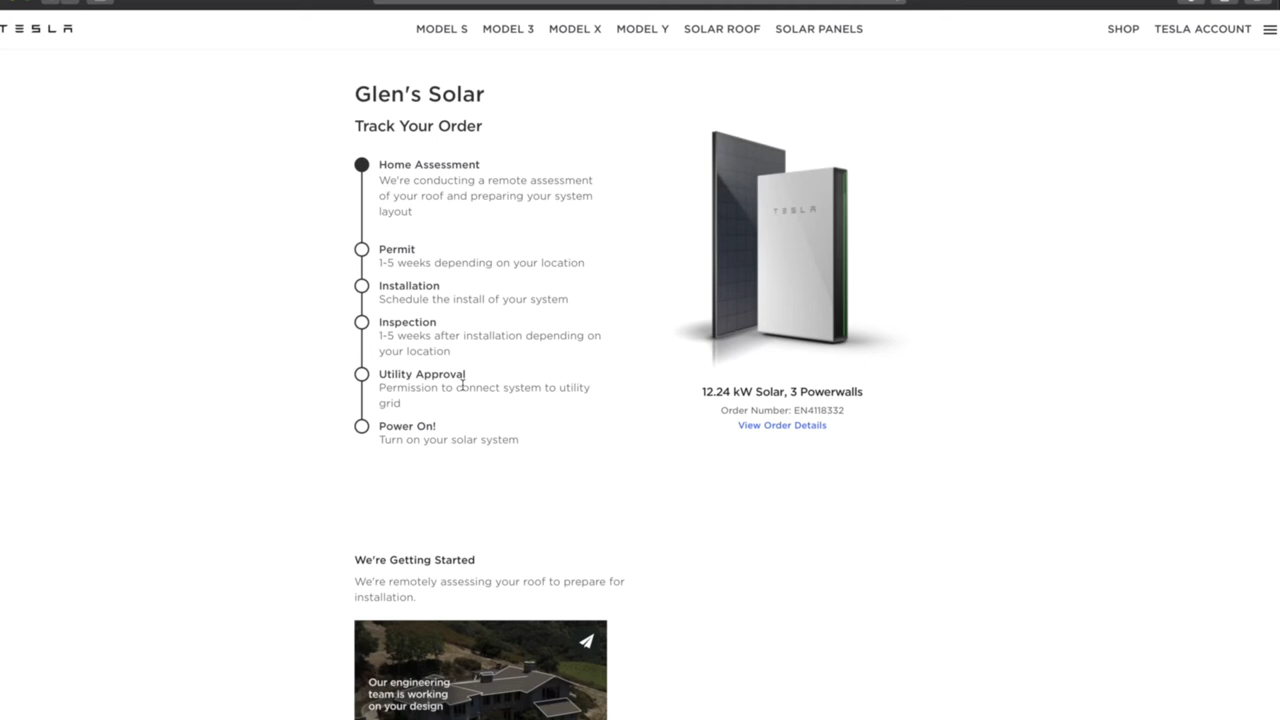 TESLA
MODEL S MODEL 3 MODEL X MODEL Y SOLAR ROOF SOLAR PANELS
SHOP TESLA ACCOUNT
Glen's Solar
Track Your Order
Home Assessment
We're conducting a remote assessment
of your roof and preparing your system
layout
Permit
1-5 weeks depending on your location
Installation
Schedule the install of your system
Inspection
1-5 weeks after installation depending on
your location
Utility Approval
Permission to connect system to utility
grid
Power On!
Turn on your solar system
TESLA
12.24 kW Solar, 3 Powerwalls
Order Number: EN4118332
View Order Details
We're Getting Started
We're remotely assessing your roof to prepare for
installation.
Our engineering
team is working
on your design